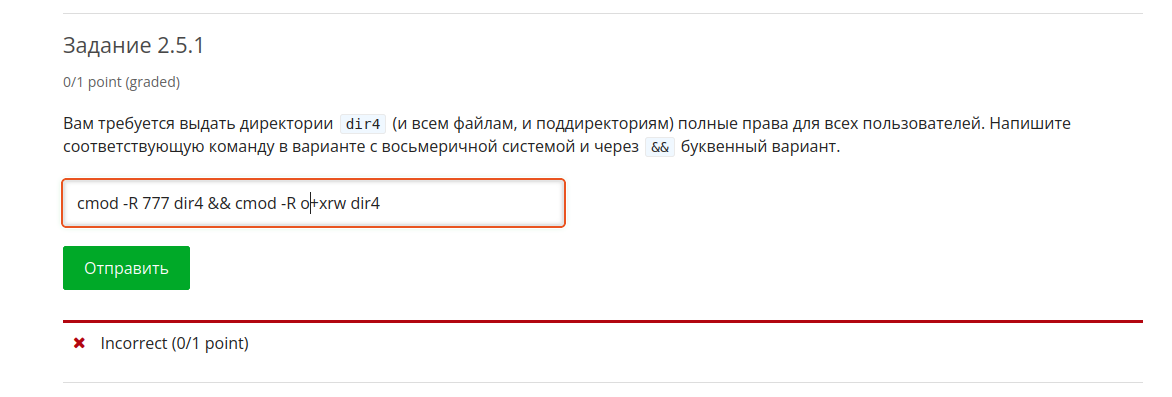 Задание 2.5.1
0/1 point (graded)
Вам требуется выдать директории dir4 (и всем файлам, и поддиректориям) полные права для всех пользователей. Напишите
соответствующую команду в варианте с восьмеричной системой и через && буквенный вариант.
cmod -R 777 dir4 && cmod -R o+xrw dir4
Отправить
✖ Incorrect (0/1 point)